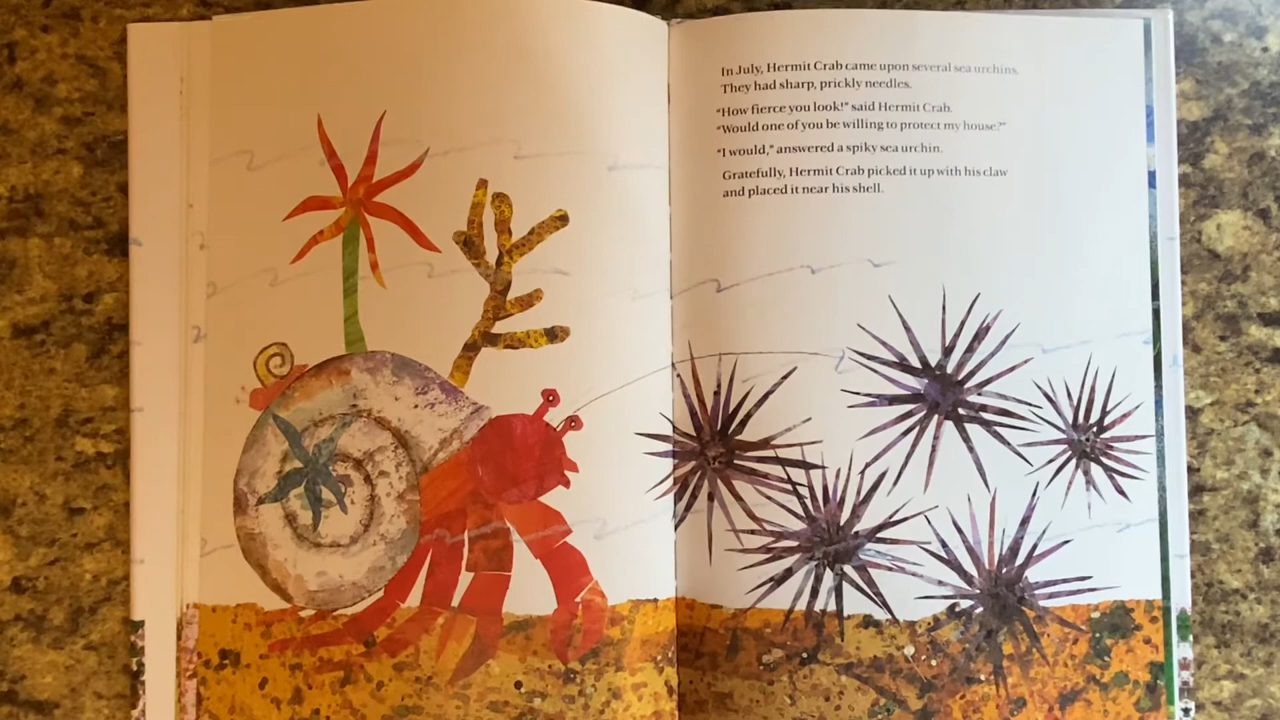 In July, Hermit Crab came upon several sea urchins.
They had sharp, prickly needles.
“How fierce you look!” said Hermit Crab.
“Would one of you be willing to protect my house?”
“I would,” answered a spiky sea urchin.
Gratefully, Hermit Crab picked it up with his claw
and placed it near his shell.